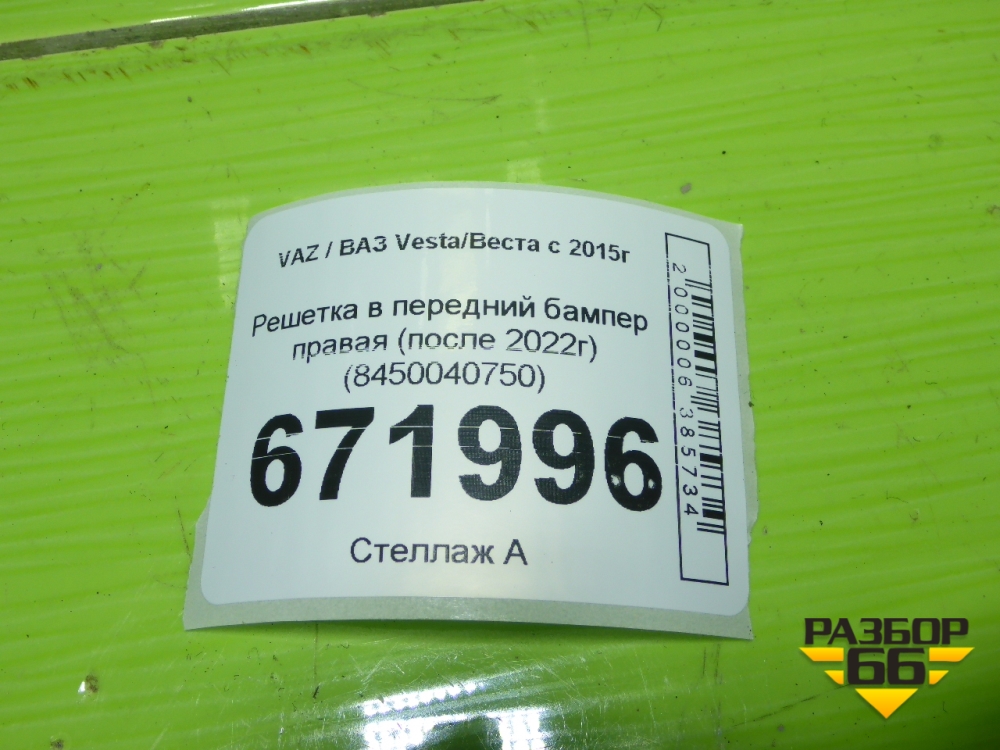 VAZ / ВАЗ Vesta/Веста с 2015г
Решетка в передний бампер
правая (после 2022г)
(8450040750)
671996
Стеллаж А
2000006385734
РАЗБОР
66